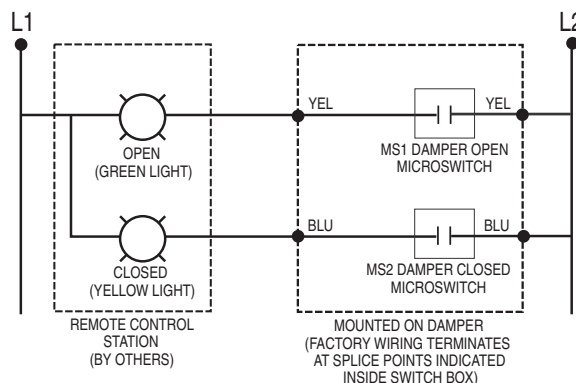 L1
L2
YEL
YEL
OPEN
(GREEN LIGHT)
MS1 DAMPER OPEN
MICROSWITCH
BLU
BLU
CLOSED
(YELLOW LIGHT)
MS2 DAMPER CLOSED
MICROSWITCH
REMOTE CONTROL
STATION
(BY OTHERS)
MOUNTED ON DAMPER
(FACTORY WIRING TERMINATES
AT SPLICE POINTS INDICATED
INSIDE SWITCH BOX)